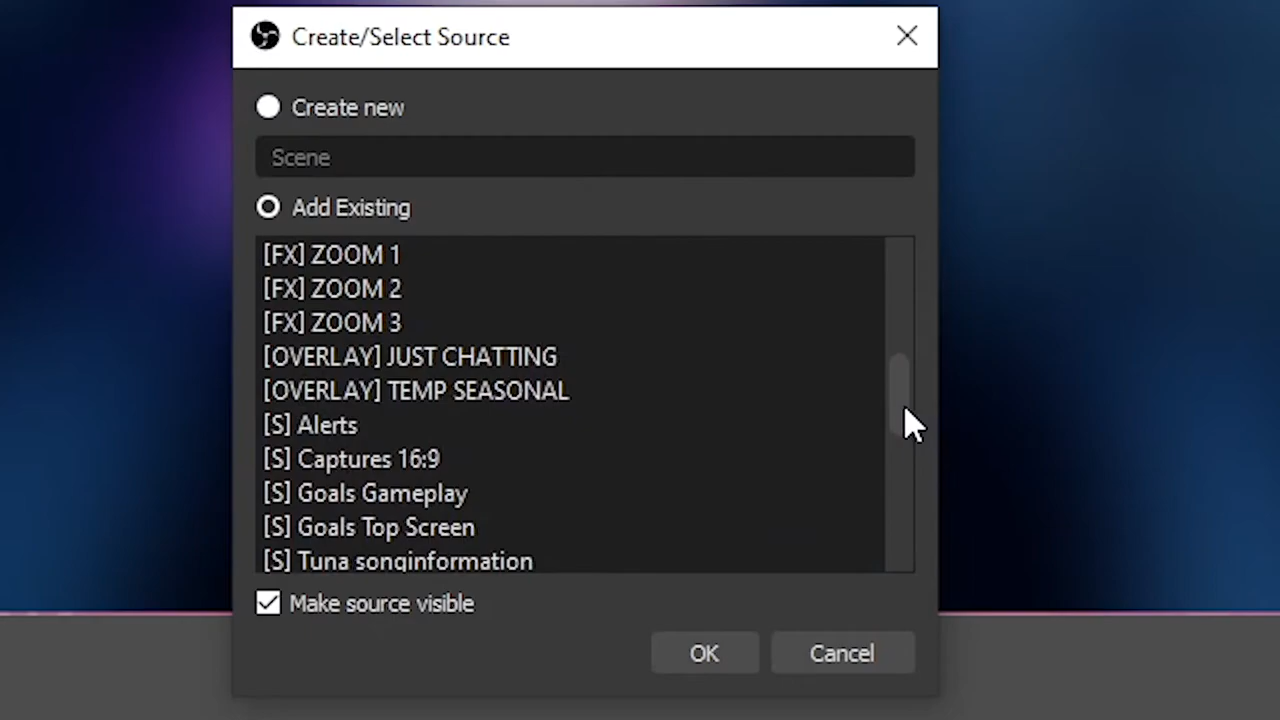 Create/Select Source
Create new
Scene
Add Existing
[FX] ZOOM 1
[FX] ZOOM 2
[FX] ZOOM 3
[OVERLAY] JUST CHATTING
[OVERLAY] TEMP SEASONAL
[S] Alerts
[S] Captures 16:9
[S] Goals Gameplay
[S] Goals Top Screen
[S] Tuna songinformation
Make source visible
OK
Cancel